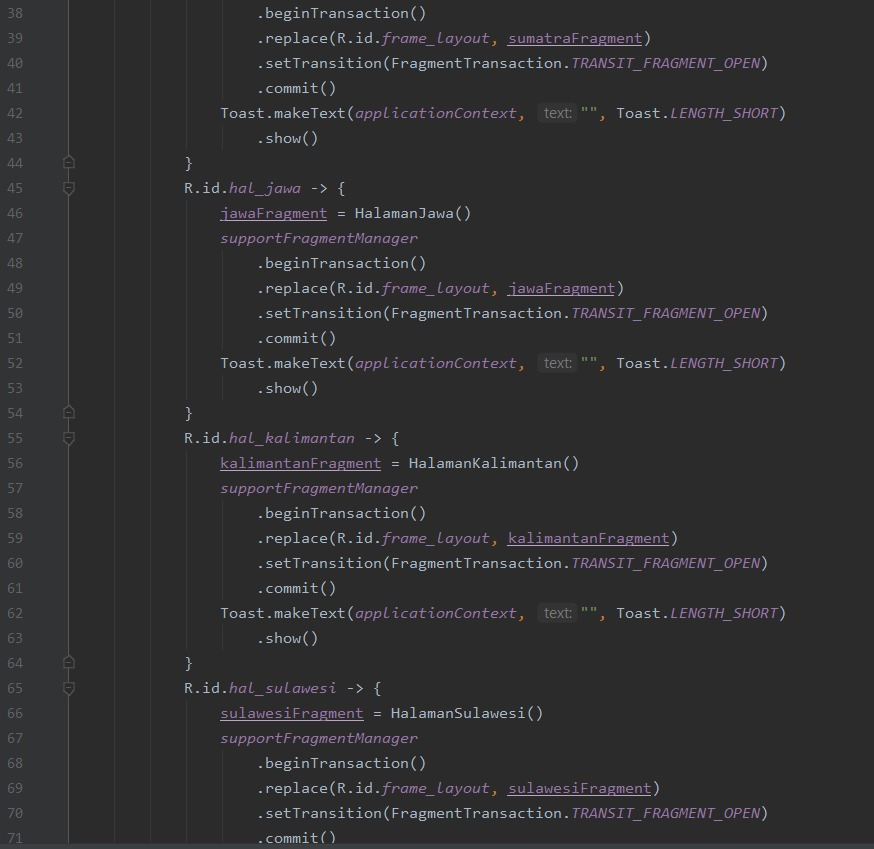 38 .beginTransaction()
39 .replace(R.id.frame_layout, sumatraFragment)
40 .setTransition(FragmentTransaction.TRANSIT_FRAGMENT_OPEN)
41 .commit()
42 Toast.makeText(applicationContext, text: "", Toast.LENGTH_SHORT)
43 .show()
44 }
45 R.id.hal_jawa -> {
46 jawaFragment = HalamanJawa()
47 supportFragmentManager
48 .beginTransaction()
49 .replace(R.id.frame_layout, jawaFragment)
50 .setTransition(FragmentTransaction.TRANSIT_FRAGMENT_OPEN)
51 .commit()
52 Toast.makeText(applicationContext, text: "", Toast.LENGTH_SHORT)
53 .show()
54 }
55 R.id.hal_kalimantan -> {
56 kalimantanFragment = HalamanKalimantan()
57 supportFragmentManager
58 .beginTransaction()
59 .replace(R.id.frame_layout, kalimantanFragment)
60 .setTransition(FragmentTransaction.TRANSIT_FRAGMENT_OPEN)
61 .commit()
62 Toast.makeText(applicationContext, text: "", Toast.LENGTH_SHORT)
63 .show()
64 }
65 R.id.hal_sulawesi -> {
66 sulawesiFragment = HalamanSulawesi()
67 supportFragmentManager
68 .beginTransaction()
69 .replace(R.id.frame_layout, sulawesiFragment)
70 .setTransition(FragmentTransaction.TRANSIT_FRAGMENT_OPEN)
71 .commit()